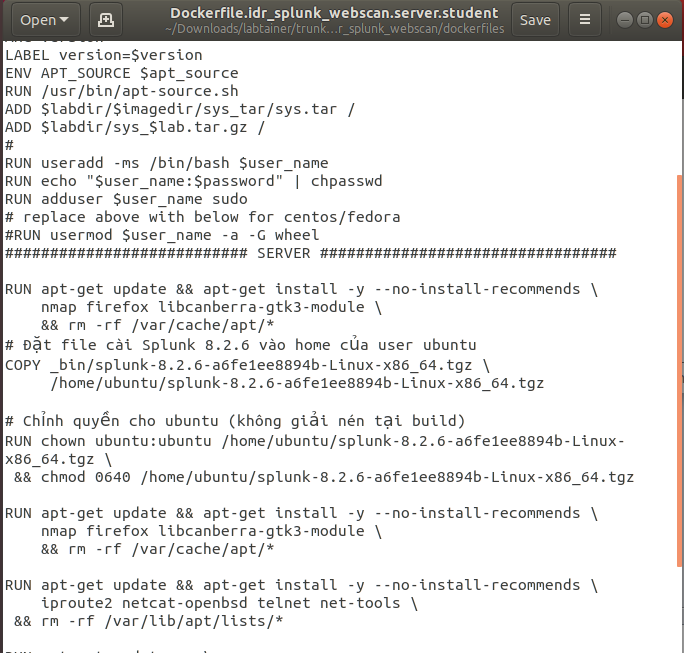 Open
Dockerfile.idr_splunk_webscan.server.student
~/Downloads/labtainer/trunk...r_splunk_webscan/dockerfiles
Save
LABEL version=$version
ENV APT_SOURCE $apt_source
RUN /usr/bin/apt-source.sh
ADD $labdir/$imagedir/sys_tar/sys.tar /
ADD $labdir/sys_$lab.tar.gz /
#
RUN useradd -ms /bin/bash $user_name
RUN echo "$user_name:$password" | chpasswd
RUN adduser $user_name sudo
# replace above with below for centos/fedora
#RUN usermod $user_name -a -G wheel
########################### SERVER #################################
RUN apt-get update && apt-get install -y --no-install-recommends \
    nmap firefox libcanberra-gtk3-module \
    && rm -rf /var/cache/apt/*
# Đặt file cài Splunk 8.2.6 vào home của user ubuntu
COPY _bin/splunk-8.2.6-a6fe1ee8894b-Linux-x86_64.tgz \
     /home/ubuntu/splunk-8.2.6-a6fe1ee8894b-Linux-x86_64.tgz
# Chỉnh quyền cho ubuntu (không giải nén tại build)
RUN chown ubuntu:ubuntu /home/ubuntu/splunk-8.2.6-a6fe1ee8894b-Linux-
x86_64.tgz \
 && chmod 0640 /home/ubuntu/splunk-8.2.6-a6fe1ee8894b-Linux-x86_64.tgz
RUN apt-get update && apt-get install -y --no-install-recommends \
    nmap firefox libcanberra-gtk3-module \
    && rm -rf /var/cache/apt/*
RUN apt-get update && apt-get install -y --no-install-recommends \
    iproute2 netcat-openbsd telnet net-tools \
 && rm -rf /var/lib/apt/lists/*